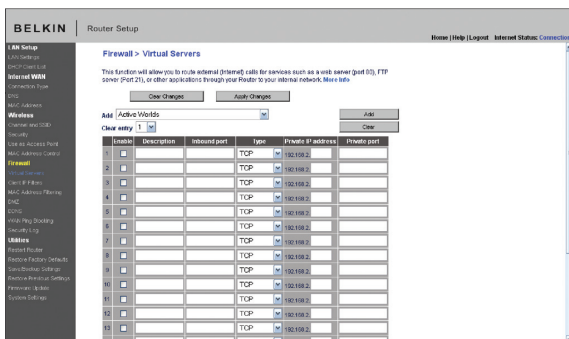 BELKIN
Router Setup
Home | Help | Logout Internet Status: Connection
LAN Setup
LAN Settings
DHCP Client List
Internet WAN
Connection Type
DNS
MAC Address
Wireless
Channel and SSID
Security
Use as Access Point
MAC Address Control
Firewall
Virtual Servers
Client IP Filters
MAC Address Filtering
DMZ
DDNS
WAN Ping Blocking
Security Log
Utilities
Restart Router
Restore Factory Defaults
Save/Backup Settings
Restore Previous Settings
Firmware Update
System Settings
Firewall > Virtual Servers
This function will allow you to route external (Internet) calls for services such as a web server (port 80), FTP
server (Port 21), or other applications through your Router to your internal network. More Info
Clear Changes Apply Changes
Add Active Worlds Add
Clear entry 1 Clear
Enable Description Inbound port Type Private IP address Private port
1 TCP 192.168.2.
2 TCP 192.168.2.
3 TCP 192.168.2.
4 TCP 192.168.2.
5 TCP 192.168.2.
6 TCP 192.168.2.
7 TCP 192.168.2.
8 TCP 192.168.2.
9 TCP 192.168.2.
10 TCP 192.168.2.
11 TCP 192.168.2.
12 TCP 192.168.2.
13 TCP 192.168.2.